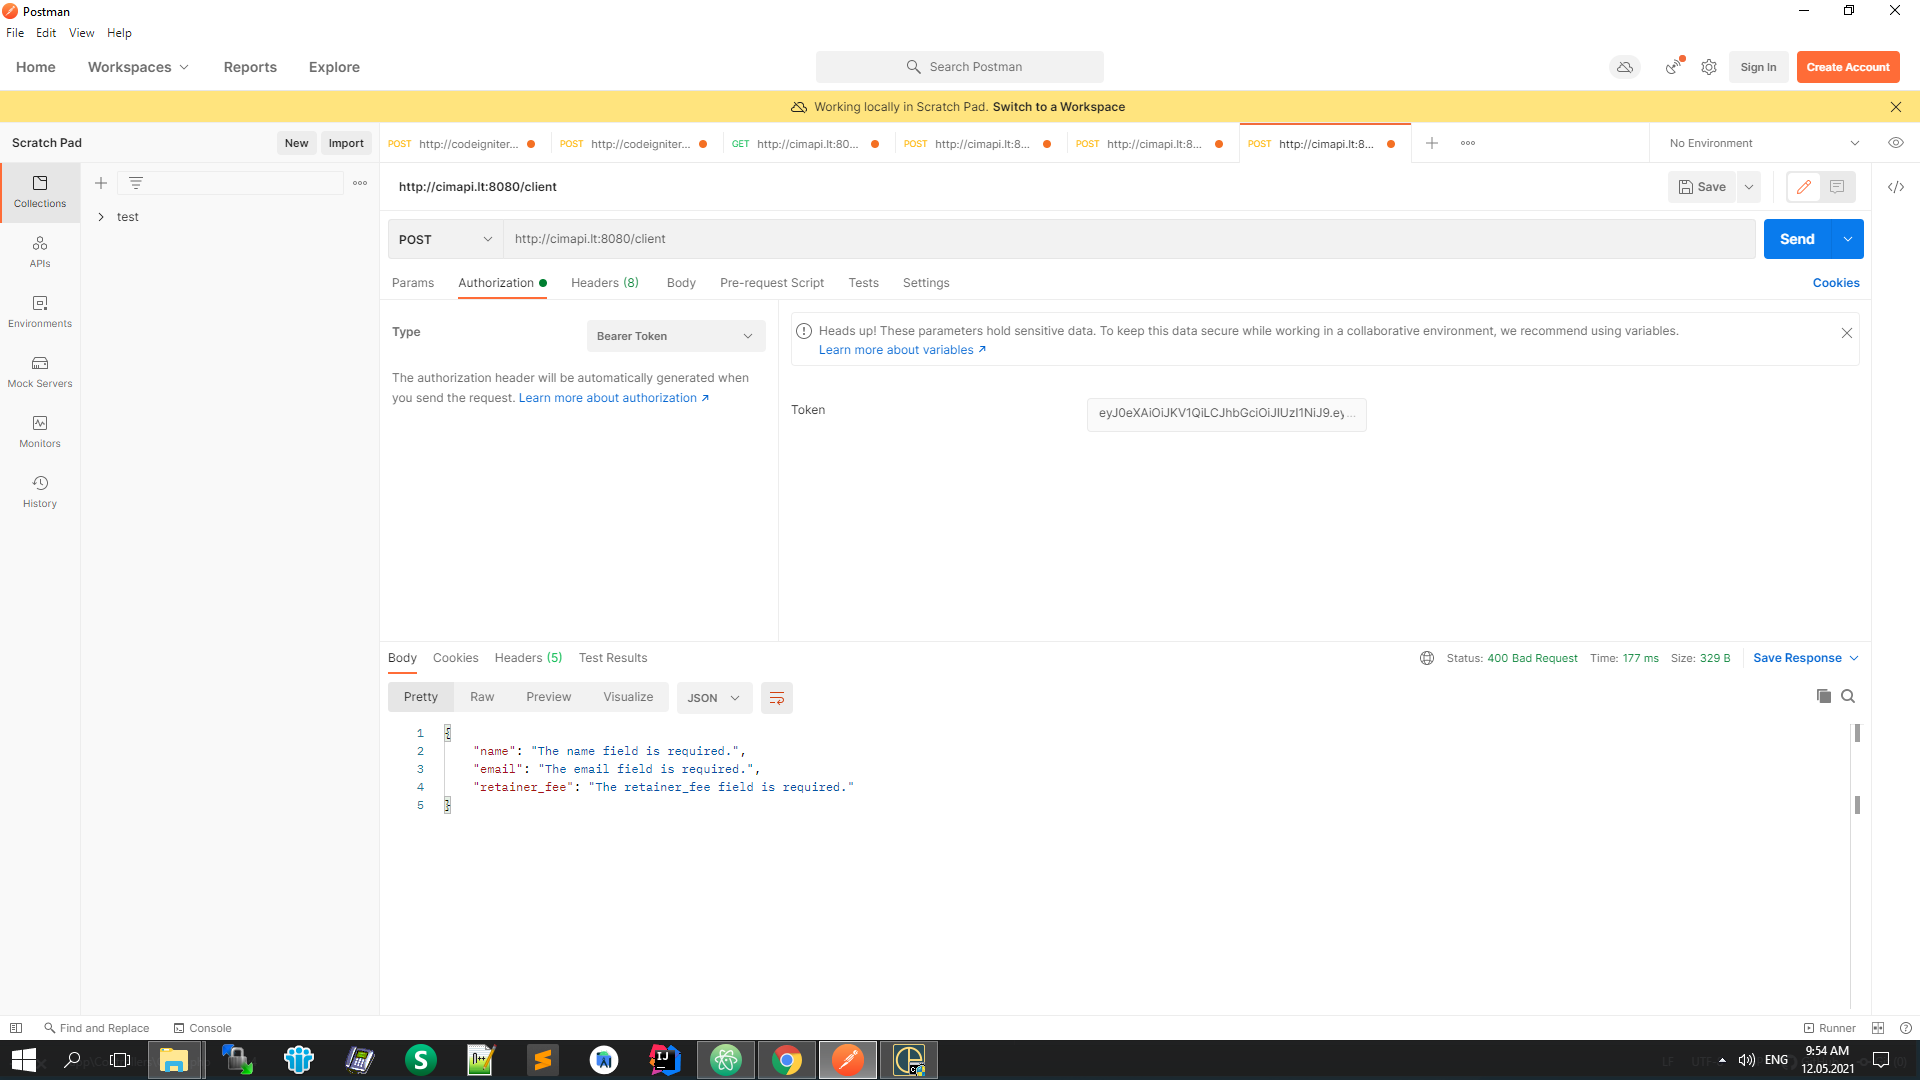 Postman
File Edit View Help
Home Workspaces Reports Explore
Search Postman
Sign In Create Account
Working locally in Scratch Pad. Switch to a Workspace
Scratch Pad New Import
POST http://codeigniter... POST http://codeigniter... GET http://cimapi.lt:80... POST http://cimapi.lt:8... POST http://cimapi.lt:8... POST http://cimapi.lt:8...
No Environment
Collections
APIs
Environments
Mock Servers
Monitors
History
test
http://cimapi.lt:8080/client
Save
POST http://cimapi.lt:8080/client Send
Params Authorization Headers (8) Body Pre-request Script Tests Settings Cookies
Type Bearer Token
The authorization header will be automatically generated when
you send the request. Learn more about authorization ↗
Heads up! These parameters hold sensitive data. To keep this data secure while working in a collaborative environment, we recommend using variables.
Learn more about variables ↗
Token eyJ0eXAiOiJKV1QiLCJhbGciOiJIUzI1NiJ9.ey...
Body Cookies Headers (5) Test Results
Status: 400 Bad Request Time: 177 ms Size: 329 B Save Response
Pretty Raw Preview Visualize JSON
1 {
2 "name": "The name field is required.",
3 "email": "The email field is required.",
4 "retainer_fee": "The retainer_fee field is required."
5 }
Find and Replace Console Runner
ENG
9:54 AM
12.05.2021